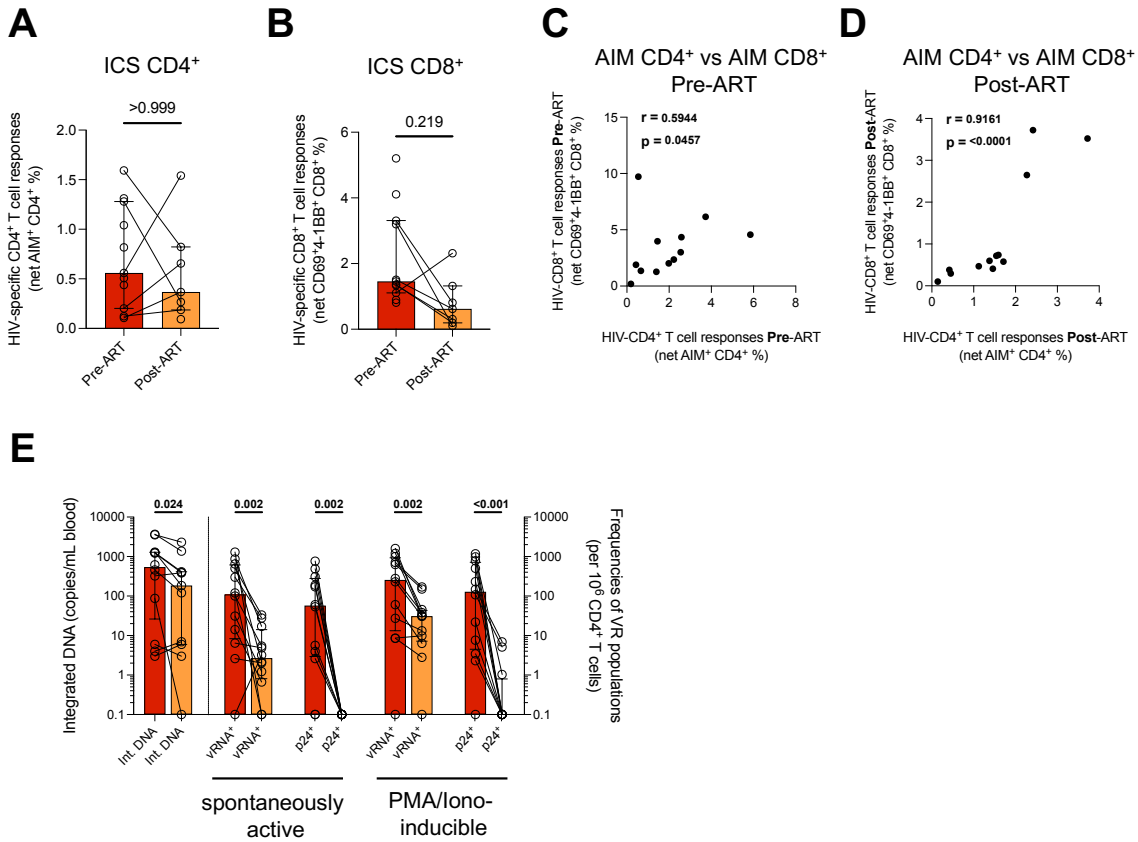 A
ICS CD4⁺
HIV-specific CD4⁺ T cell responses
(net AIM⁺ CD4⁺ %)
>0.999
2.0
1.5
1.0
0.5
0.0
Pre-ART
Post-ART
B
ICS CD8⁺
HIV-specific CD8⁺ T cell responses
(net CD69⁺4-1BB⁺ CD8⁺ %)
0.219
6
4
2
0
Pre-ART
Post-ART
C
AIM CD4⁺ vs AIM CD8⁺
Pre-ART
HIV-CD8⁺ T cell responses Pre-ART
(net CD69⁺4-1BB⁺ CD8⁺ %)
r = 0.5944
p = 0.0457
15
10
5
0
0 2 4 6 8
HIV-CD4⁺ T cell responses Pre-ART
(net AIM⁺ CD4⁺ %)
D
AIM CD4⁺ vs AIM CD8⁺
Post-ART
HIV-CD8⁺ T cell responses Post-ART
(net CD69⁺4-1BB⁺ CD8⁺ %)
r = 0.9161
p = <0.0001
4
3
2
1
0
0 1 2 3 4
HIV-CD4⁺ T cell responses Post-ART
(net AIM⁺ CD4⁺ %)
E
Integrated DNA (copies/mL blood)
0.024 0.002 0.002 0.002 <0.001
10000
1000
100
10
1
0.1
10000
1000
100
10
1
0.1
Frequencies of VR populations
(per 10⁶ CD4⁺ T cells)
Int. DNA
Int. DNA
vRNA⁺
vRNA⁺
p24⁺
p24⁺
vRNA⁺
vRNA⁺
p24⁺
p24⁺
spontaneously
active
PMA/Iono-
inducible